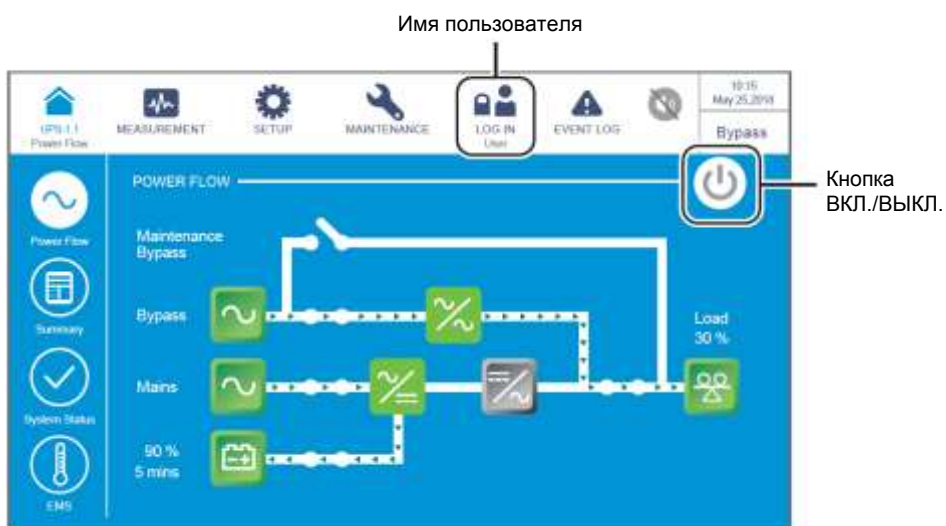 Имя пользователя
10:15
May 25,2018
UPS-1.1
Power Flow
MEASUREMENT
SETUP
MAINTENANCE
LOG IN
User
EVENT LOG
Bypass
POWER FLOW
Кнопка
ВКЛ./ВЫКЛ.
Power Flow
Maintenance
Bypass
Summary
Bypass
Load
30 %
Mains
System Status
90 %
5 mins
EMS